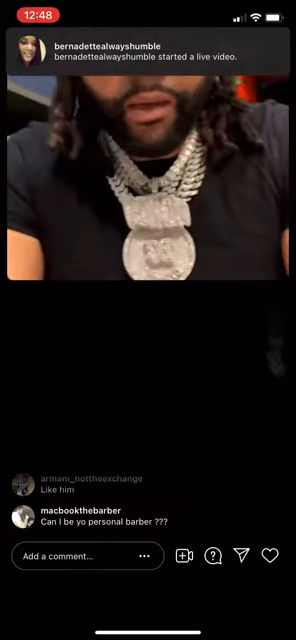 12:48
bernadettealwayshumble
bernadettealwayshumble started a live video.
armani_nottheexchange
Like him
macbookthebarber
Can I be yo personal barber ???
Add a comment...